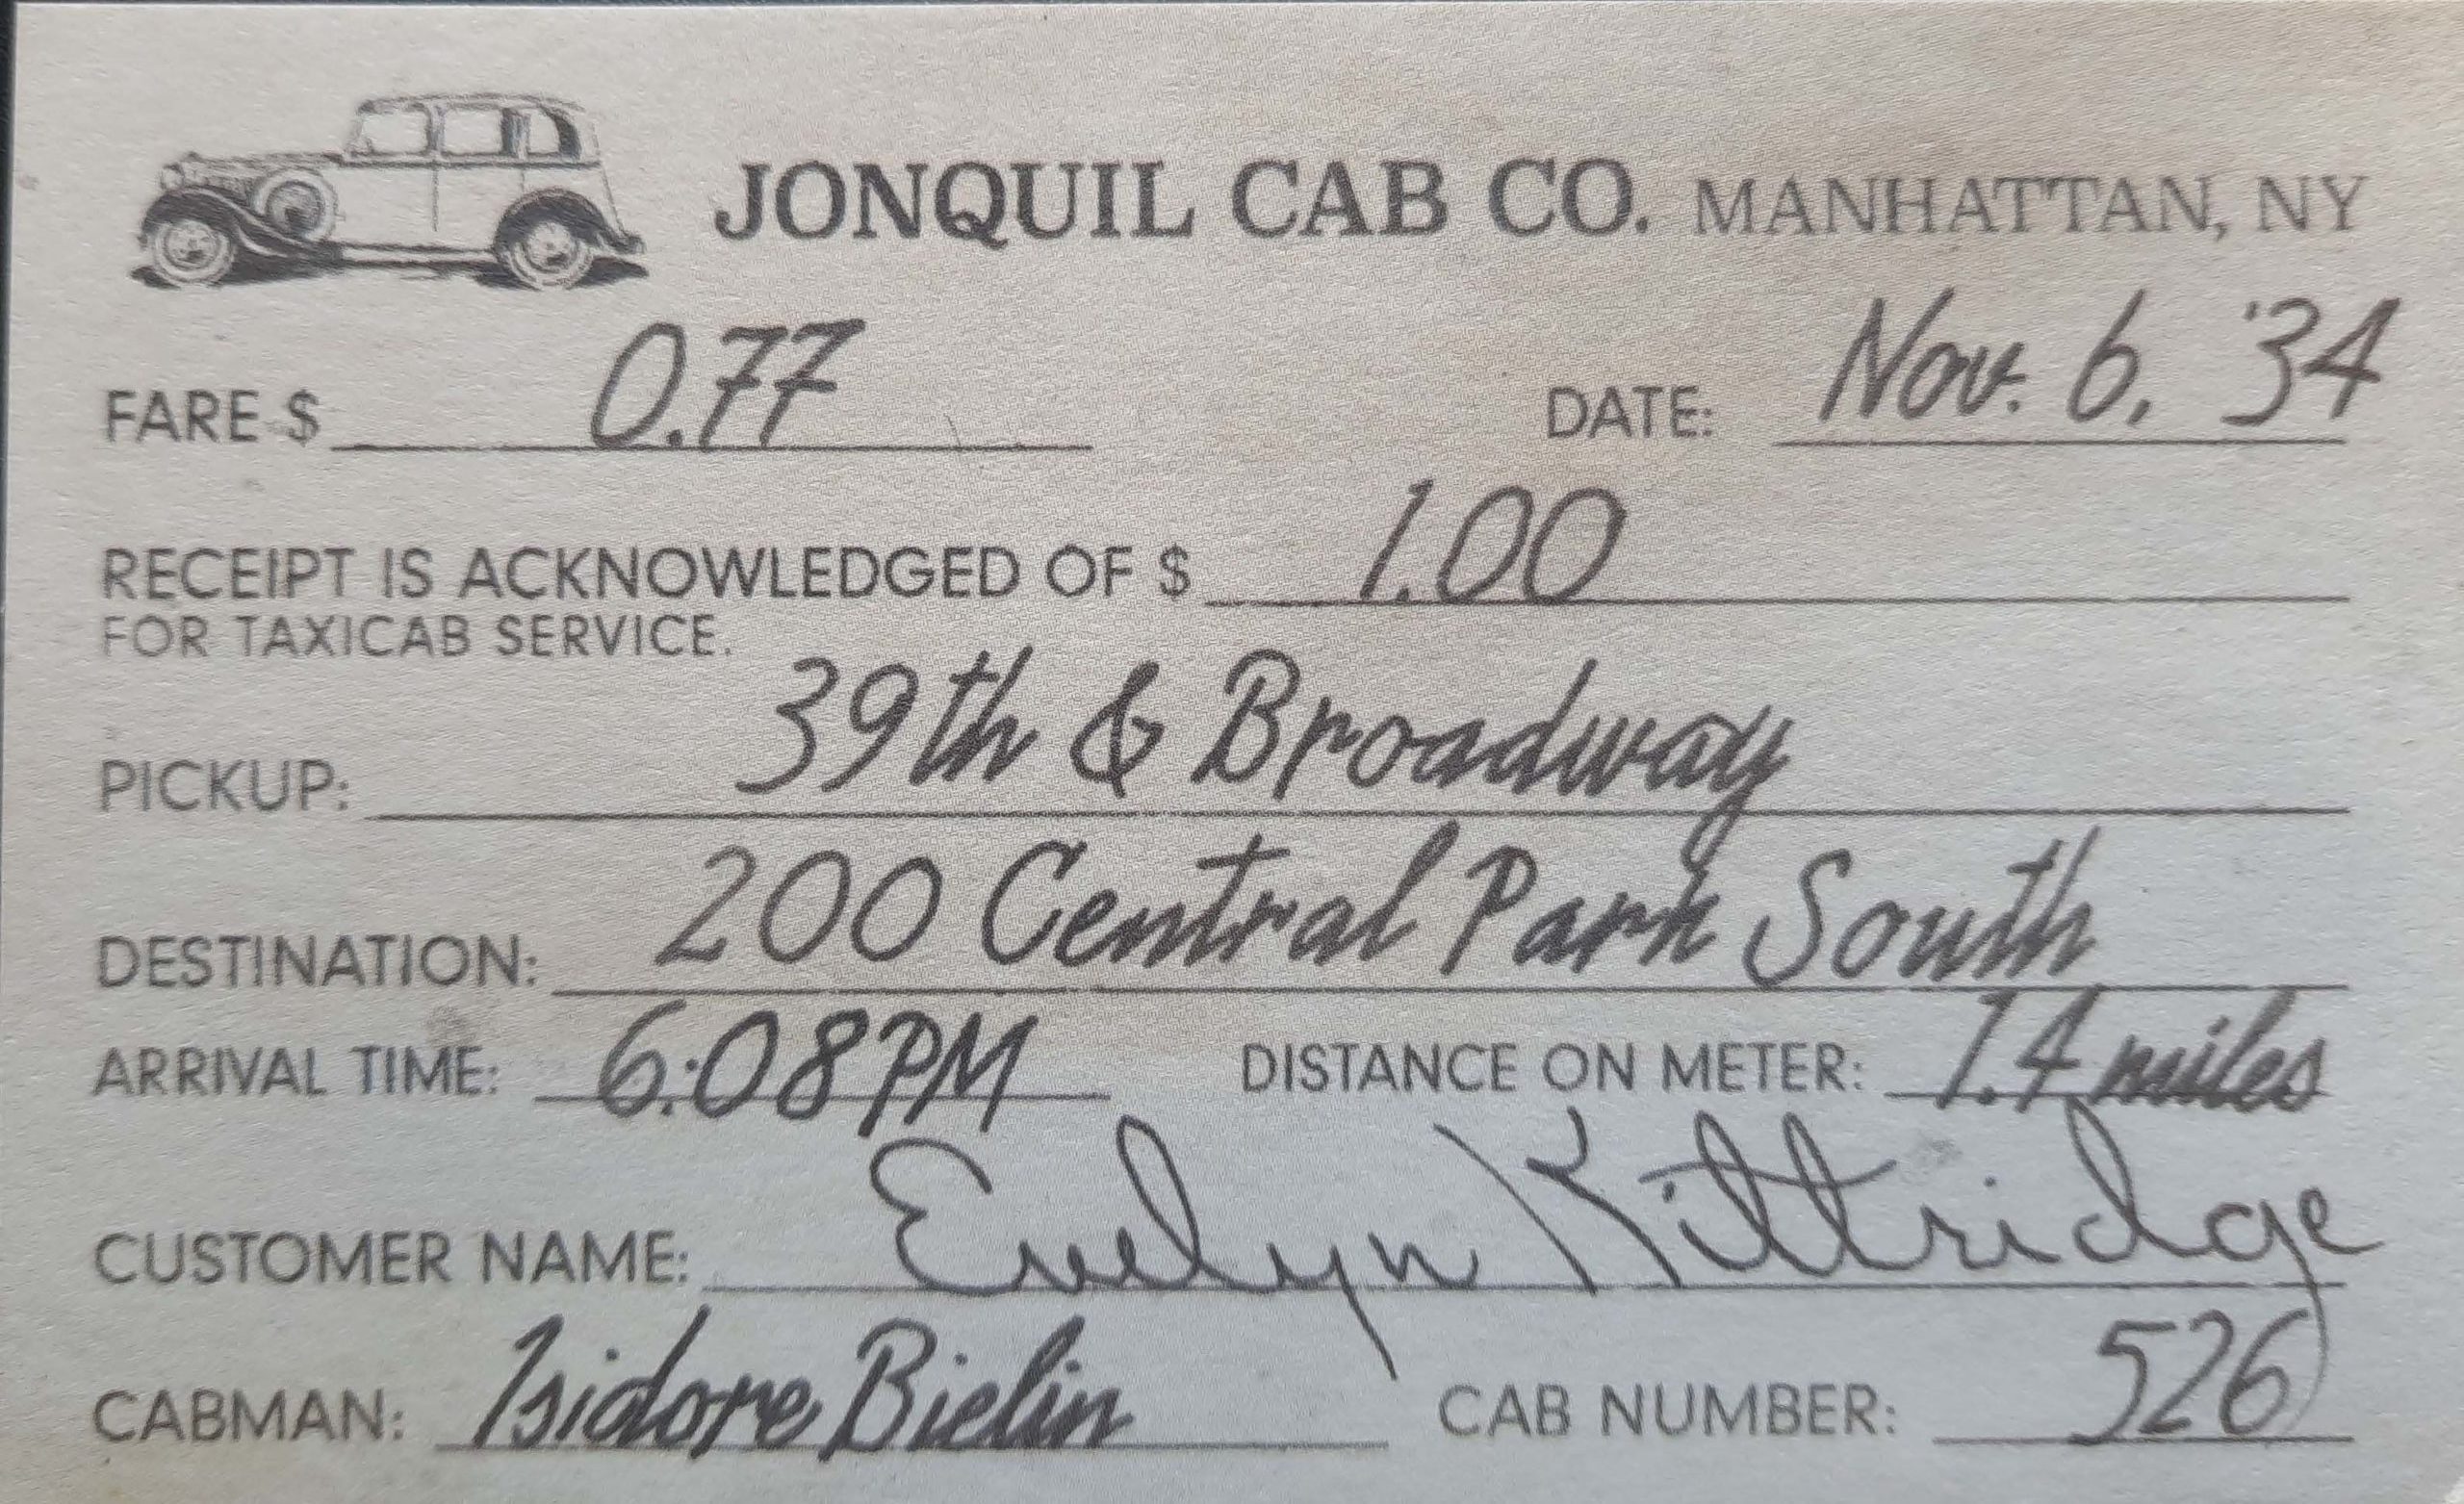 JONQUIL CAB CO. MANHATTAN, NY
FARE $ 0.77 DATE: Nov. 6, '34
RECEIPT IS ACKNOWLEDGED OF $ 1.00
FOR TAXICAB SERVICE.
PICKUP: 39th & Broadway
DESTINATION: 200 Central Park South
ARRIVAL TIME: 6:08 PM DISTANCE ON METER: 1.4 miles
CUSTOMER NAME: Evelyn Kittridge
CABMAN: Isidore Bielin CAB NUMBER: 526